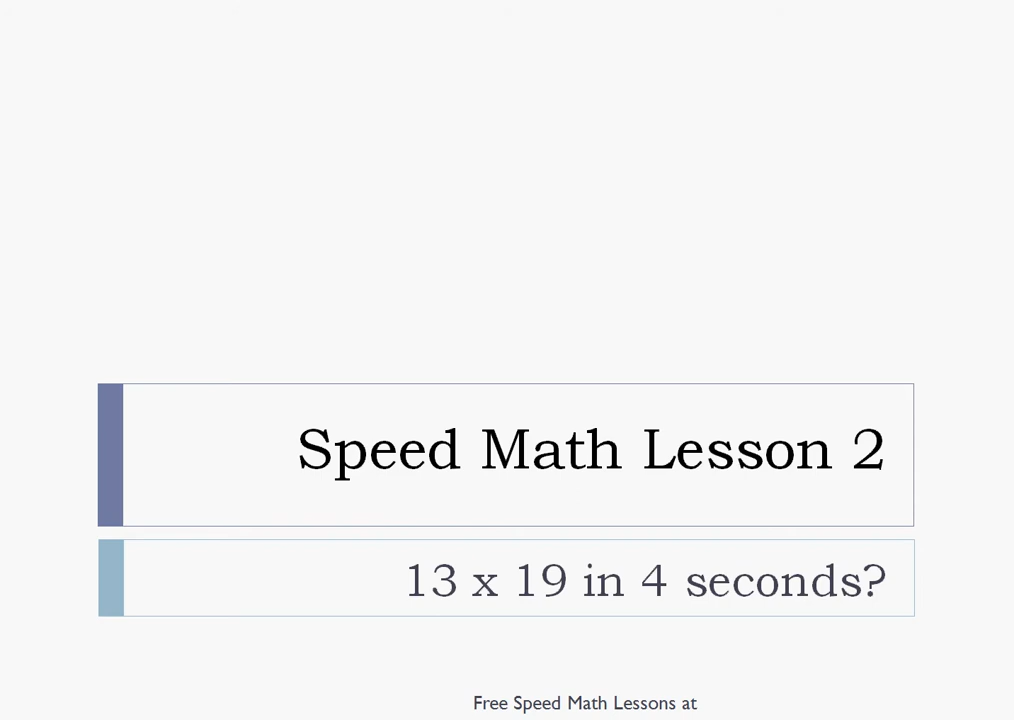 Speed Math Lesson 2
13 x 19 in 4 seconds?
Free Speed Math Lessons at